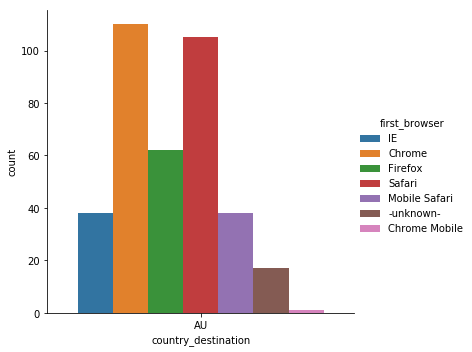 100
80
60
40
20
0
count
AU
country_destination
first_browser
IE
Chrome
Firefox
Safari
Mobile Safari
-unknown-
Chrome Mobile